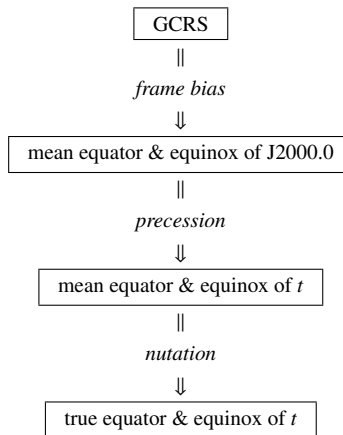 GCRS
frame bias
mean equator & equinox of J2000.0
precession
mean equator & equinox of t
nutation
true equator & equinox of t